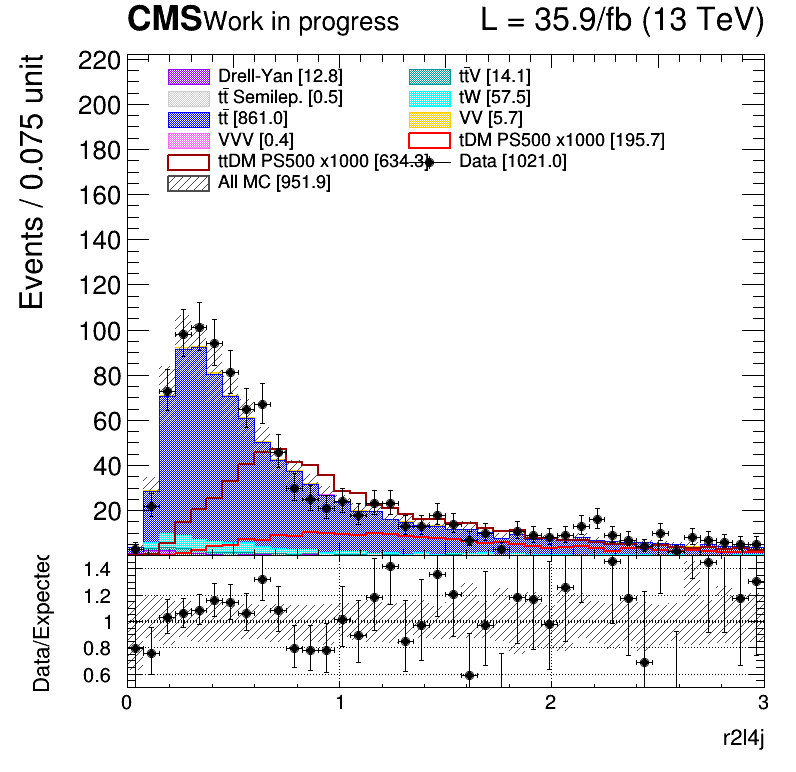 CMS Work in progress L = 35.9/fb (13 TeV)
Events / 0.075 unit
220
200
180
160
140
120
100
80
60
40
20
Drell-Yan [12.8]
tt̄V [14.1]
tt̄ Semilep. [0.5]
tW [57.5]
tt̄ [861.0]
VV [5.7]
VVV [0.4]
tDM PS500 x1000 [195.7]
ttDM PS500 x1000 [634.3]
Data [1021.0]
All MC [951.9]
Data/Expected
1.4
1.2
1
0.8
0.6
0 1 2 3
r2l4j